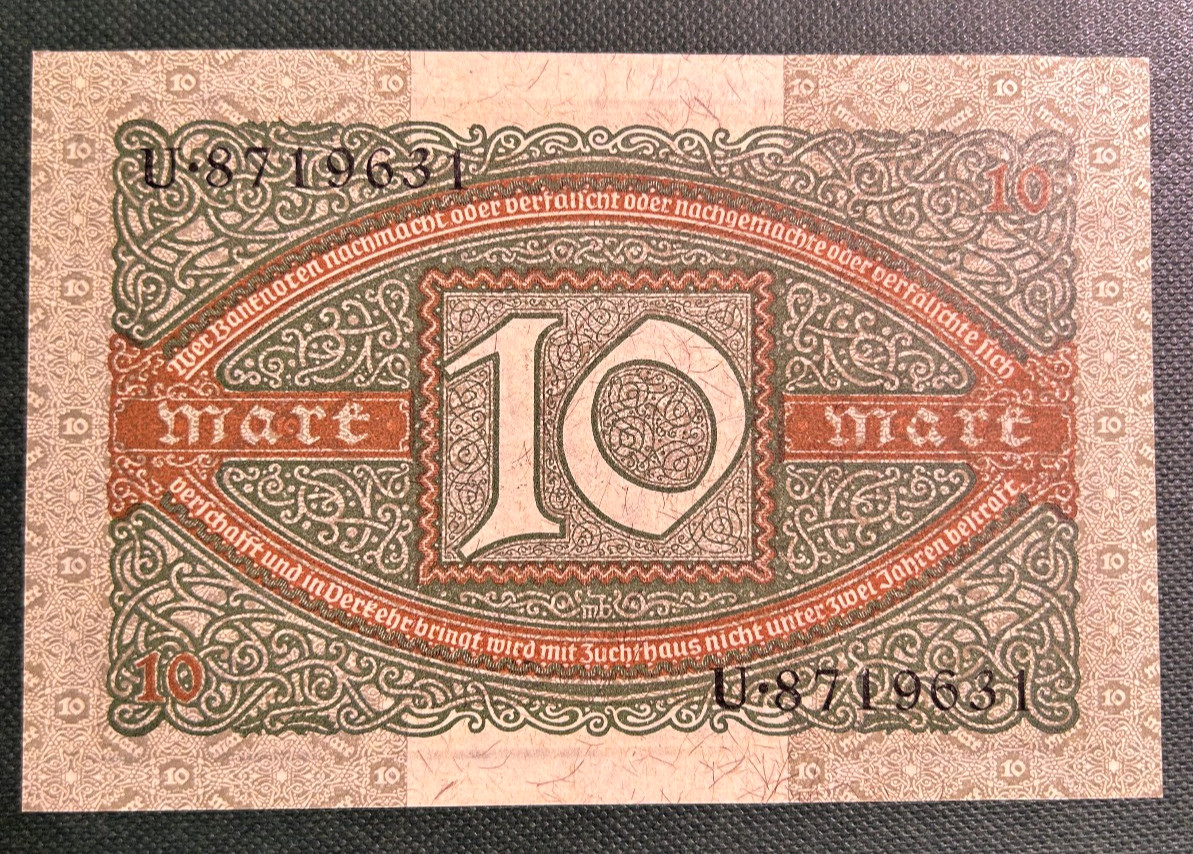 U·8719631
10
Wer Banknoten nachmacht oder verfälscht oder nachgemachte oder verfälschte sich
10
Mark
Mark
verschafft und in Verkehr bringt, wird mit Zuchthaus nicht unter zwei Jahren bestraft
10
U·8719631